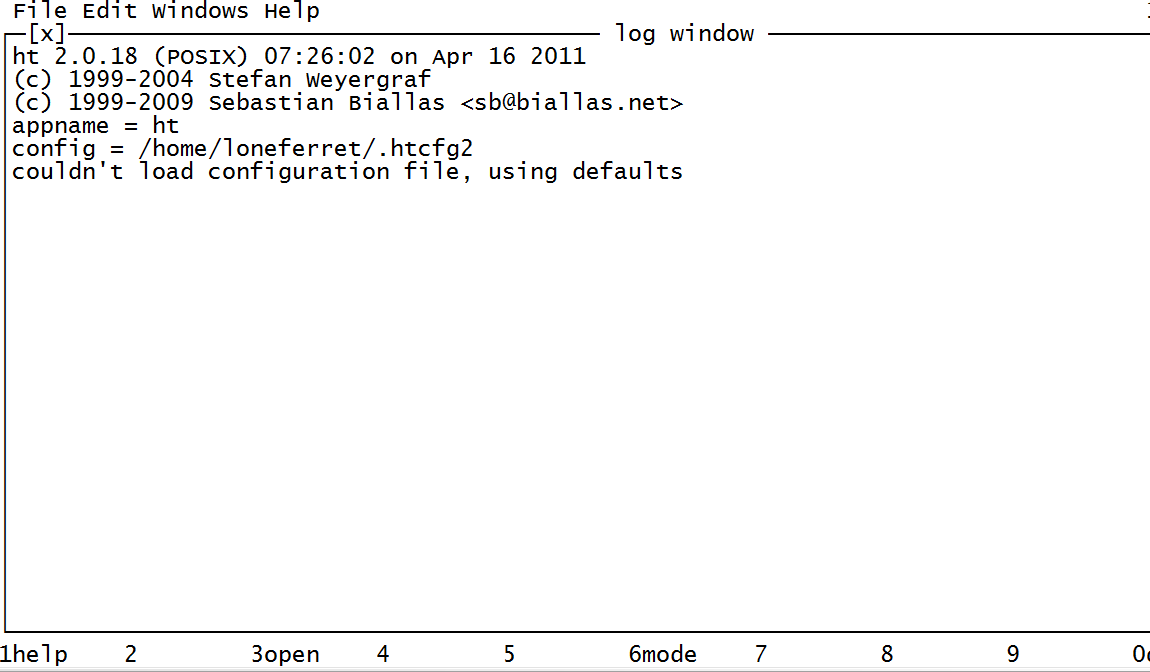 File Edit Windows Help
[x] log window
ht 2.0.18 (POSIX) 07:26:02 on Apr 16 2011
(c) 1999-2004 Stefan Weyergraf
(c) 1999-2009 Sebastian Biallas <sb@biallas.net>
appname = ht
config = /home/loneferret/.htcfg2
couldn't load configuration file, using defaults
1help 2 3open 4 5 6mode 7 8 9 0